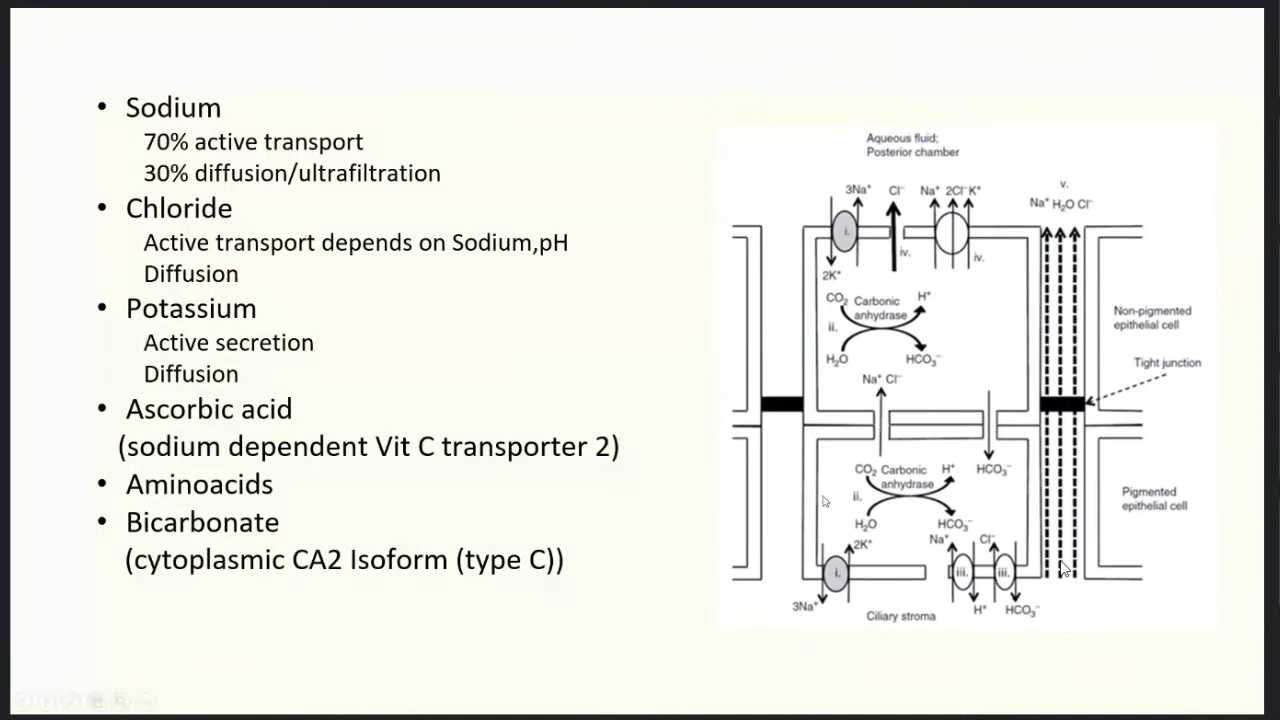 • Sodium
70% active transport
30% diffusion/ultrafiltration
• Chloride
Active transport depends on Sodium,pH
Diffusion
• Potassium
Active secretion
Diffusion
• Ascorbic acid
(sodium dependent Vit C transporter 2)
• Aminoacids
• Bicarbonate
(cytoplasmic CA2 Isoform (type C))
Aqueous fluid;
Posterior chamber
v.
3Na⁺ Cl⁻ Na⁺ 2Cl⁻ K⁺
Na⁺ H₂O Cl⁻
i.
iv.
iv.
2K⁺
CO₂ Carbonic anhydrase H⁺
ii.
H₂O HCO₃⁻
Non-pigmented
epithelial cell
Tight junction
Na⁺ Cl⁻
CO₂ Carbonic anhydrase H⁺ HCO₃⁻
ii.
H₂O HCO₃⁻
Pigmented
epithelial cell
2K⁺ Na⁺ Cl⁻
i. iii. iii.
3Na⁺ H⁺ HCO₃⁻
Ciliary stroma